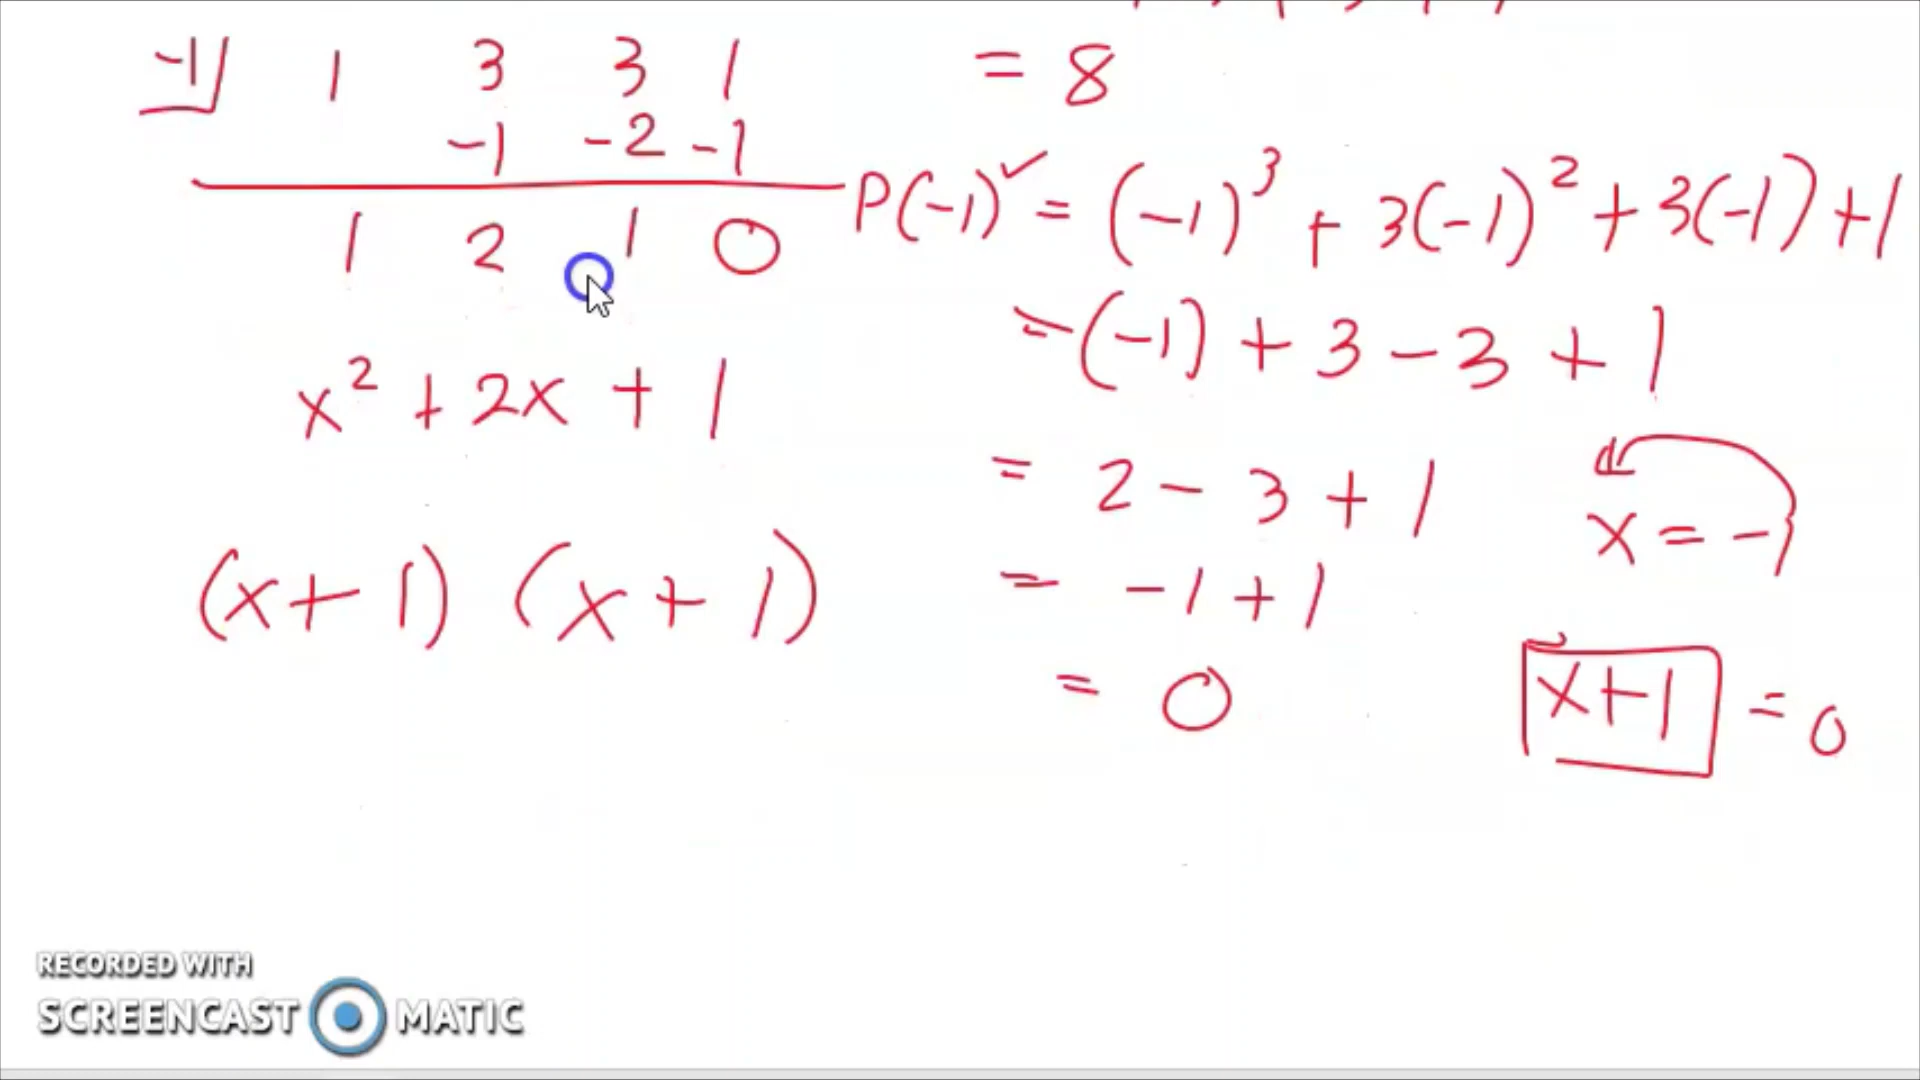 -1 1 3 3 1
-1 -2 -1
1 2 1 0
x² + 2x + 1
(x + 1) (x + 1)
= 8
P(-1) ✓ = (-1)³ + 3(-1)² + 3(-1) + 1
= (-1) + 3 - 3 + 1
= 2 - 3 + 1
= -1 + 1
= 0
x = -1
x+1 = 0
RECORDED WITH
SCREENCAST MATIC